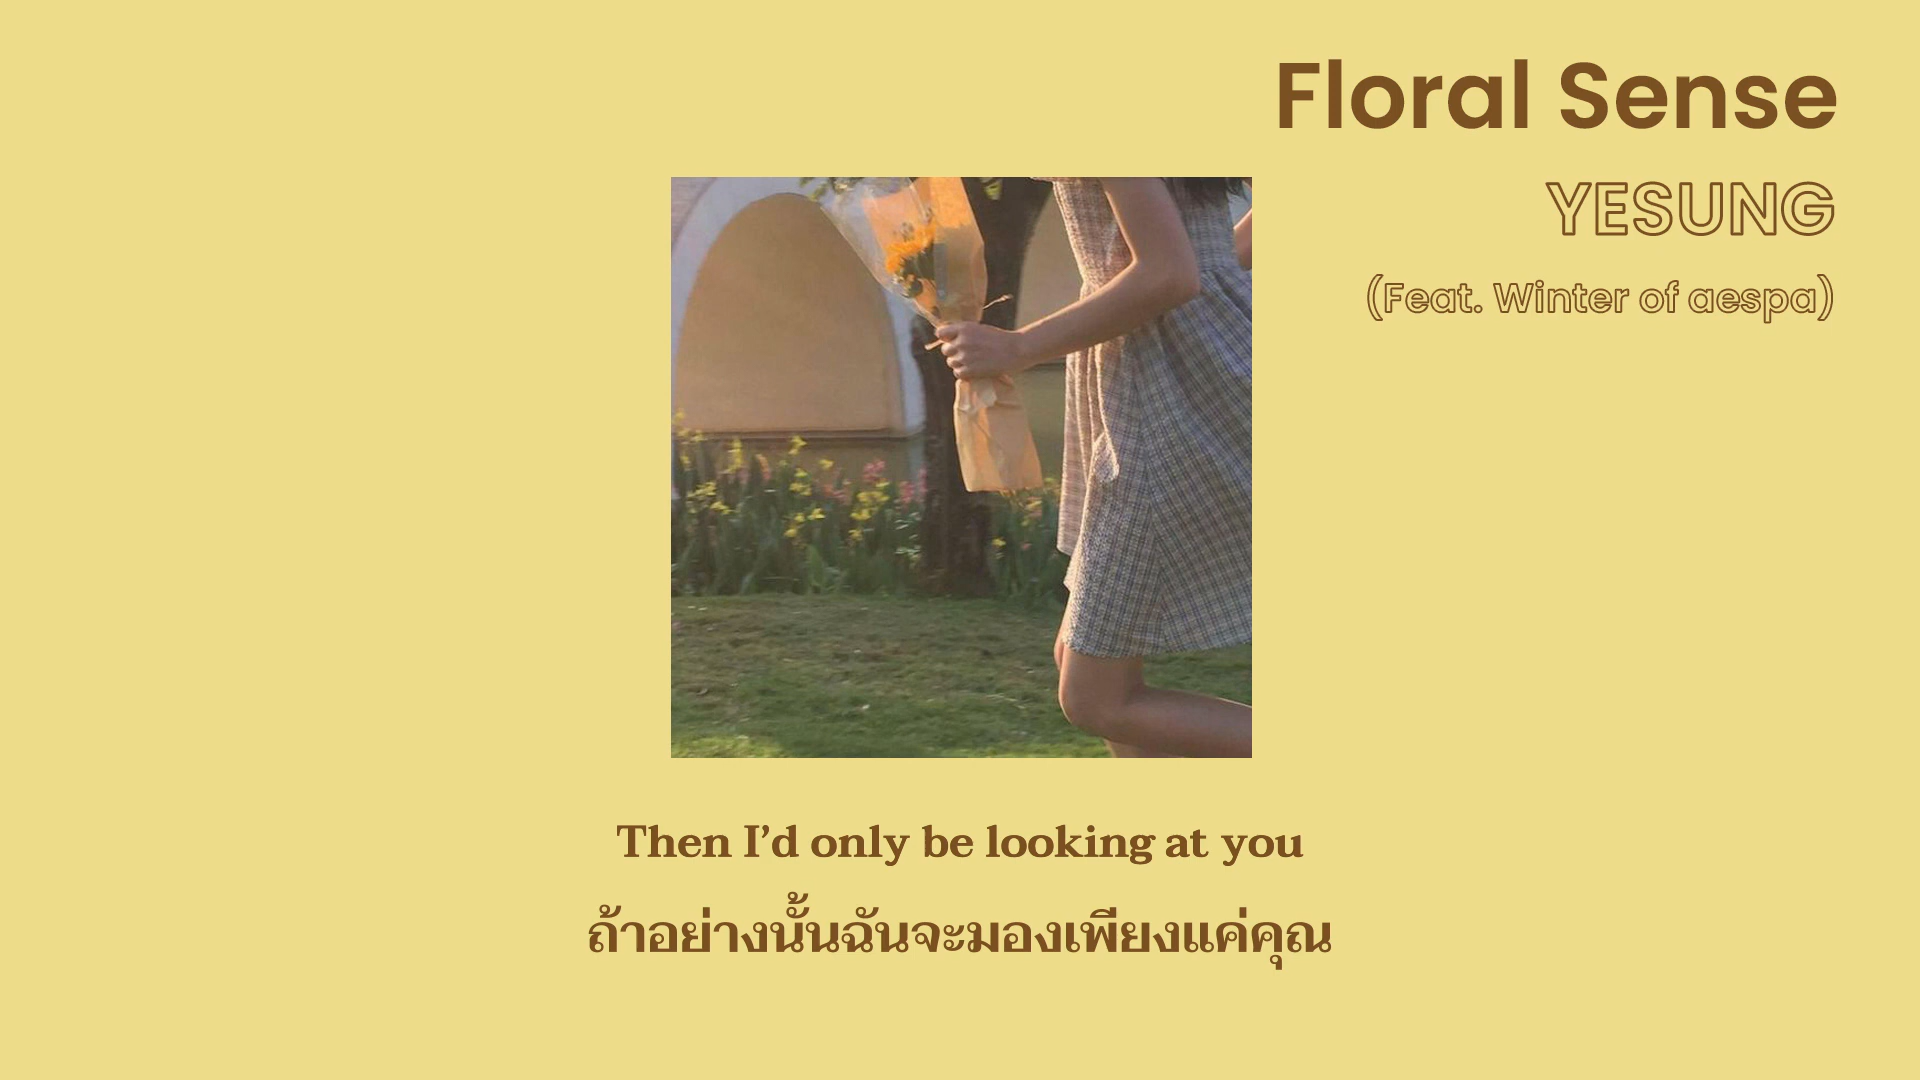 Floral Sense
YESUNG
(Feat. Winter of aespa)
Then I’d only be looking at you
ถ้าอย่างนั้นฉันจะมองเพียงแค่คุณ